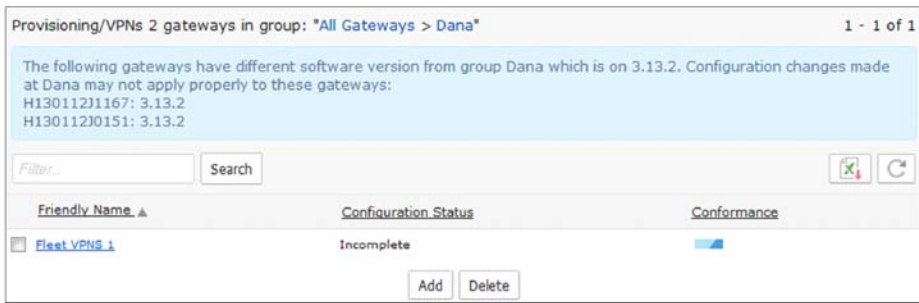 Provisioning/VPNs 2 gateways in group: "All Gateways > Dana" 1 - 1 of 1
The following gateways have different software version from group Dana which is on 3.13.2. Configuration changes made
at Dana may not apply properly to these gateways:
H130112J1167: 3.13.2
H130112J0151: 3.13.2
Filter... Search
Friendly Name Configuration Status Conformance
Fleet VPNS 1 Incomplete
Add Delete